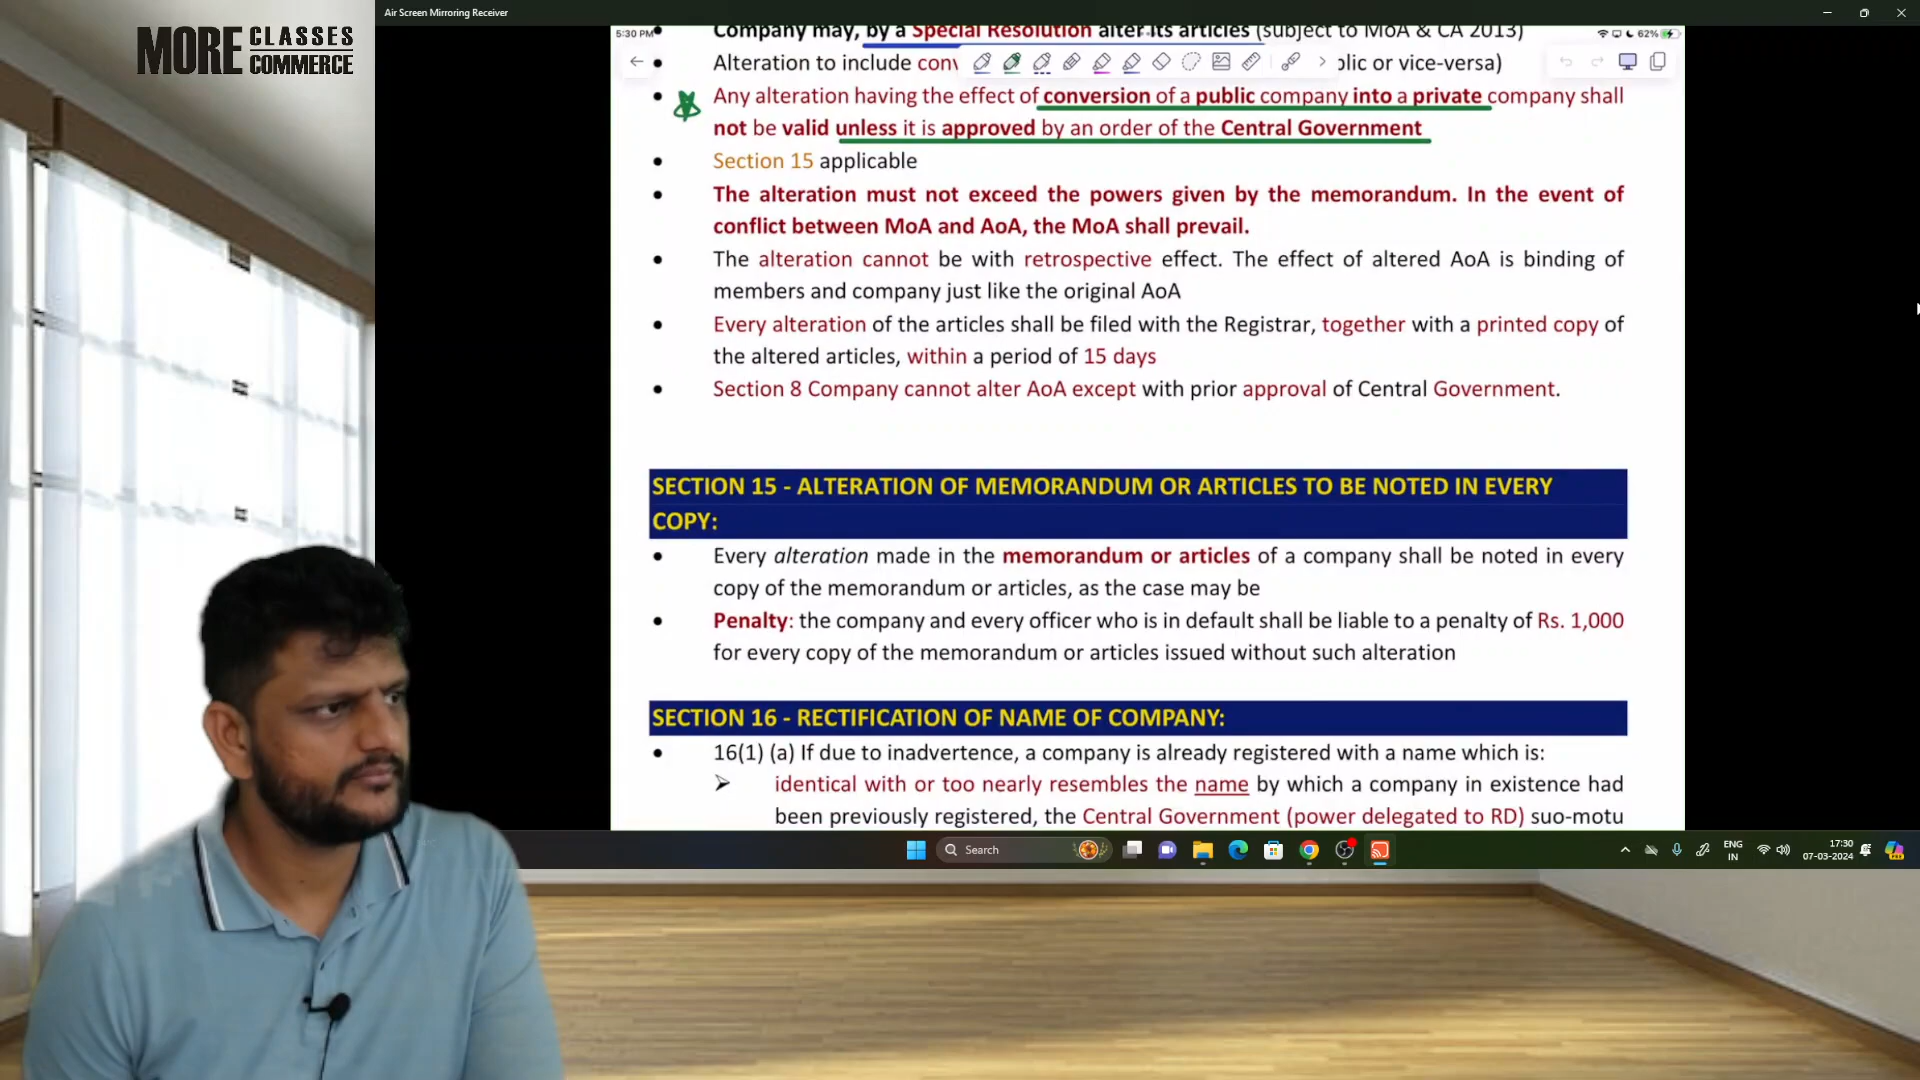 Air Screen Mirroring Receiver
MORE CLASSES COMMERCE
5:30 PM
62%
Company may, by a Special Resolution alter its articles (subject to MoA & CA 2013)
Alteration to include blic or vice-versa)
Any alteration having the effect of conversion of a public company into a private company shall
not be valid unless it is approved by an order of the Central Government
Section 15 applicable
The alteration must not exceed the powers given by the memorandum. In the event of
conflict between MoA and AoA, the MoA shall prevail.
The alteration cannot be with retrospective effect. The effect of altered AoA is binding of
members and company just like the original AoA
Every alteration of the articles shall be filed with the Registrar, together with a printed copy of
the altered articles, within a period of 15 days
Section 8 Company cannot alter AoA except with prior approval of Central Government.
SECTION 15 - ALTERATION OF MEMORANDUM OR ARTICLES TO BE NOTED IN EVERY
COPY:
Every alteration made in the memorandum or articles of a company shall be noted in every
copy of the memorandum or articles, as the case may be
Penalty: the company and every officer who is in default shall be liable to a penalty of Rs. 1,000
for every copy of the memorandum or articles issued without such alteration
SECTION 16 - RECTIFICATION OF NAME OF COMPANY:
16(1) (a) If due to inadvertence, a company is already registered with a name which is:
identical with or too nearly resembles the name by which a company in existence had
been previously registered, the Central Government (power delegated to RD) suo-motu
Search
ENG
IN
17:30
07-03-2024